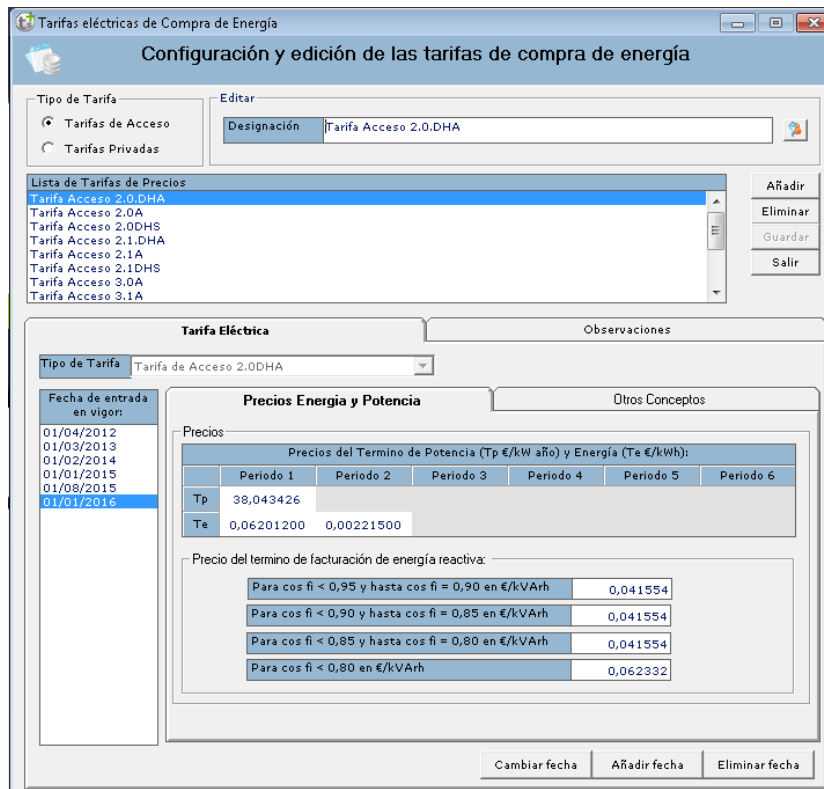 Tarifas eléctricas de Compra de Energía
Configuración y edición de las tarifas de compra de energía
Tipo de Tarifa
Tarifas de Acceso
Tarifas Privadas
Editar
Designación Tarifa Acceso 2.0.DHA
Lista de Tarifas de Precios
Tarifa Acceso 2.0.DHA
Tarifa Acceso 2.0A
Tarifa Acceso 2.0DHS
Tarifa Acceso 2.1.DHA
Tarifa Acceso 2.1A
Tarifa Acceso 2.1DHS
Tarifa Acceso 3.0A
Tarifa Acceso 3.1A
Añadir
Eliminar
Guardar
Salir
Tarifa Eléctrica Observaciones
Tipo de Tarifa Tarifa de Acceso 2.0DHA
Fecha de entrada
en vigor:
01/04/2012
01/03/2013
01/02/2014
01/01/2015
01/08/2015
01/01/2016
Precios Energia y Potencia Otros Conceptos
Precios
Precios del Termino de Potencia (Tp €/kW año) y Energía (Te €/kWh):
Periodo 1 Periodo 2 Periodo 3 Periodo 4 Periodo 5 Periodo 6
Tp 38,043426
Te 0,06201200 0,00221500
Precio del termino de facturación de energía reactiva:
Para cos fi < 0,95 y hasta cos fi = 0,90 en €/kVArh 0,041554
Para cos fi < 0,90 y hasta cos fi = 0,85 en €/kVArh 0,041554
Para cos fi < 0,85 y hasta cos fi = 0,80 en €/kVArh 0,041554
Para cos fi < 0,80 en €/kVArh 0,062332
Cambiar fecha Añadir fecha Eliminar fecha